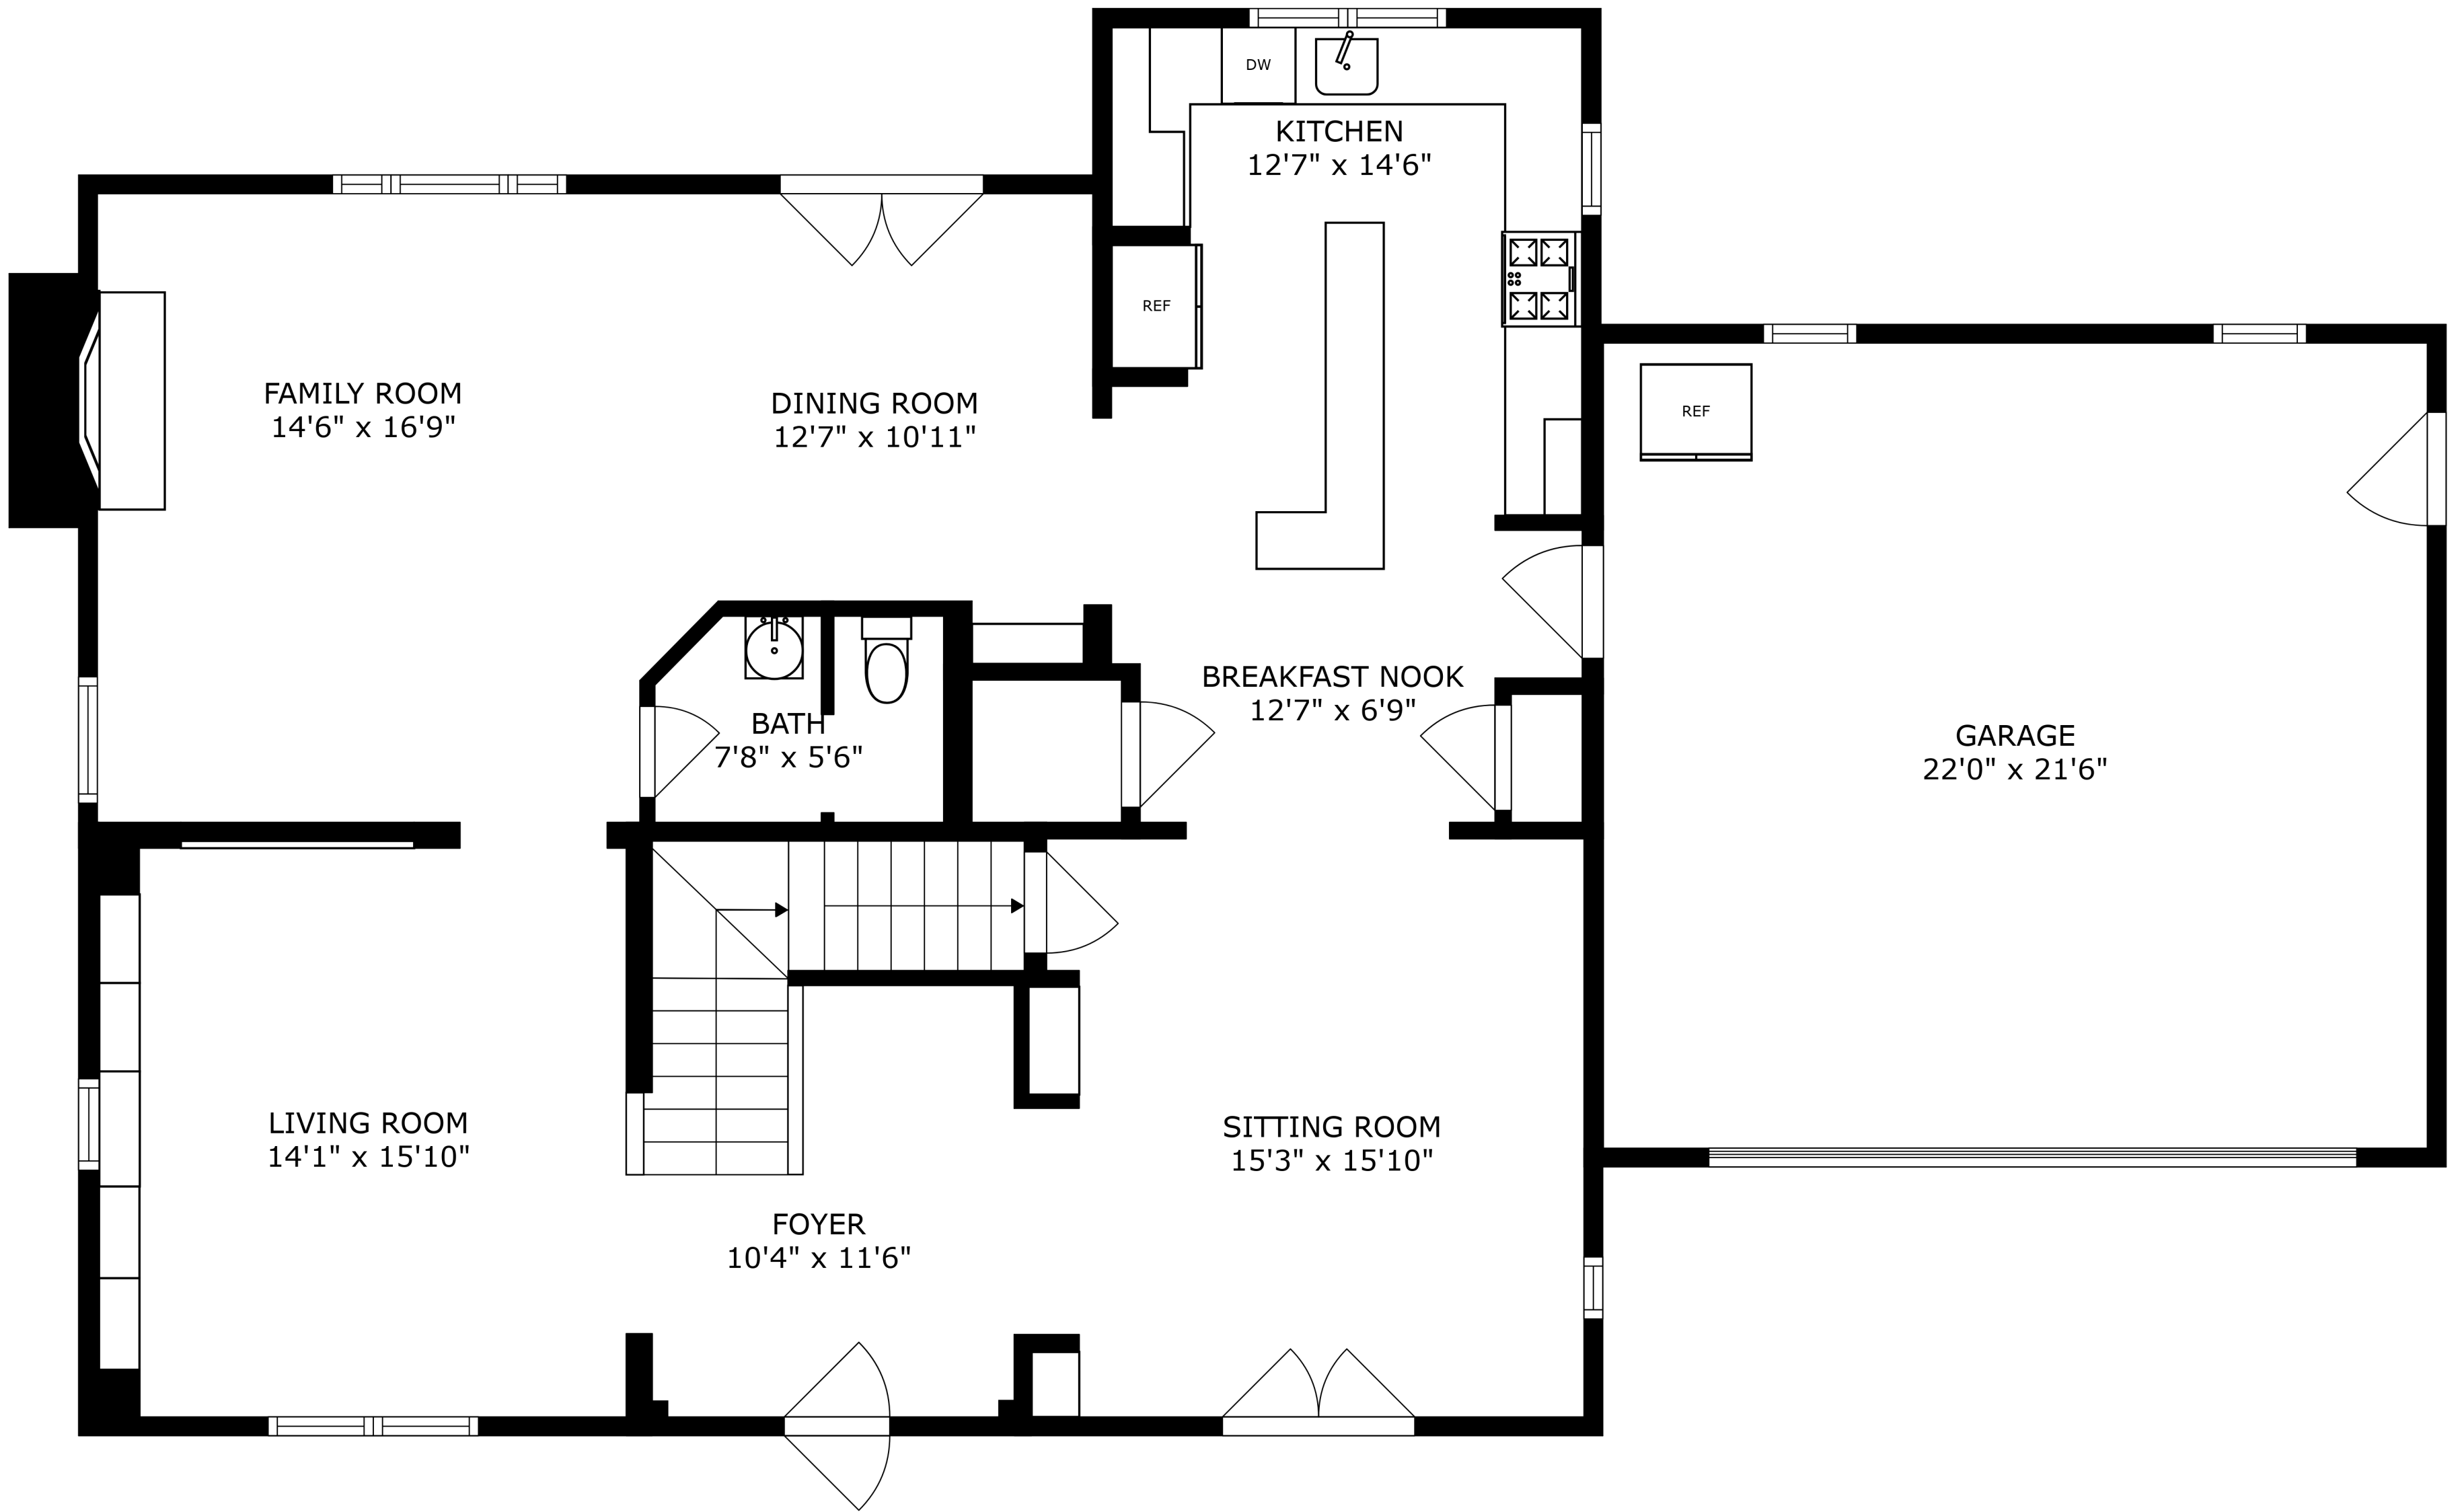 DW
KITCHEN
12'7" x 14'6"
REF
FAMILY ROOM
14'6" x 16'9"
DINING ROOM
12'7" x 10'11"
REF
BREAKFAST NOOK
12'7" x 6'9"
BATH
7'8" x 5'6"
GARAGE
22'0" x 21'6"
LIVING ROOM
14'1" x 15'10"
SITTING ROOM
15'3" x 15'10"
FOYER
10'4" x 11'6"